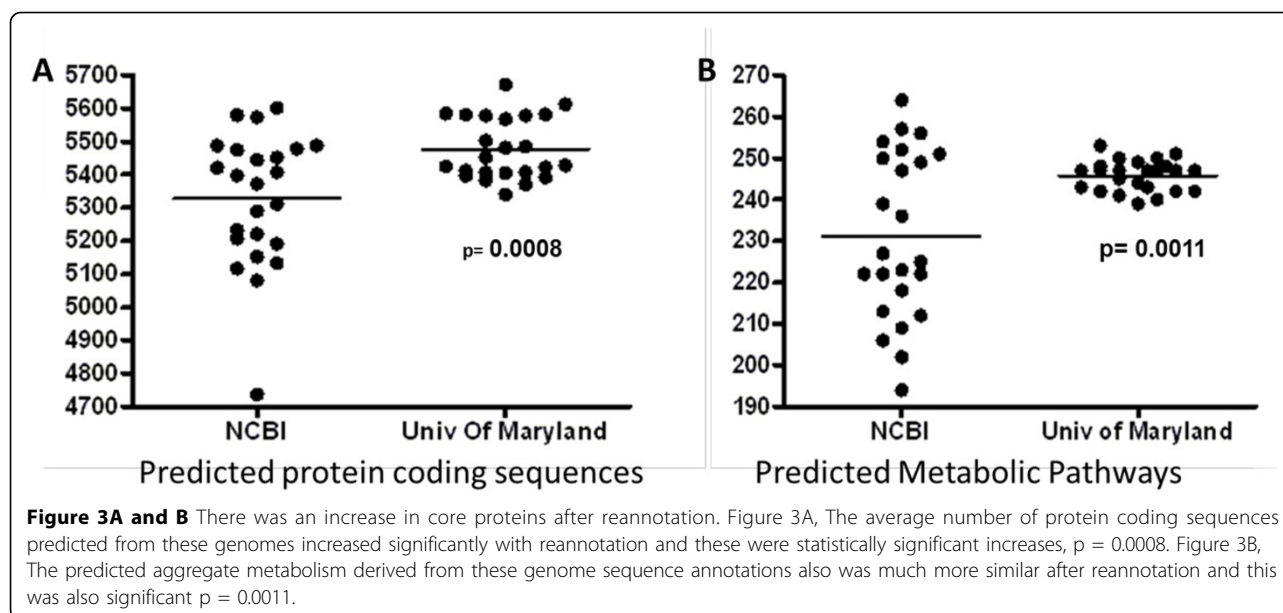 A
B
5700
5600
5500
5400
5300
5200
5100
5000
4900
4800
4700
p= 0.0008
NCBI
Univ Of Maryland
Predicted protein coding sequences
270
260
250
240
230
220
210
200
190
p= 0.0011
NCBI
Univ of Maryland
Predicted Metabolic Pathways
Figure 3A and B There was an increase in core proteins after reannotation. Figure 3A, The average number of protein coding sequences
predicted from these genomes increased significantly with reannotation and these were statistically significant increases, p = 0.0008. Figure 3B,
The predicted aggregate metabolism derived from these genome sequence annotations also was much more similar after reannotation and this
was also significant p = 0.0011.